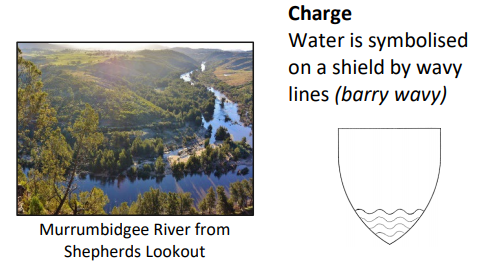 Charge
Water is symbolised
on a shield by wavy
lines (barry wavy)
Murrumbidgee River from
Shepherds Lookout